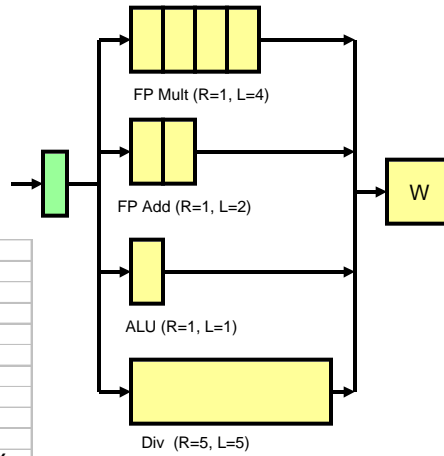 FP Mult (R=1, L=4)
FP Add (R=1, L=2)
W
ALU (R=1, L=1)
Div (R=5, L=5)